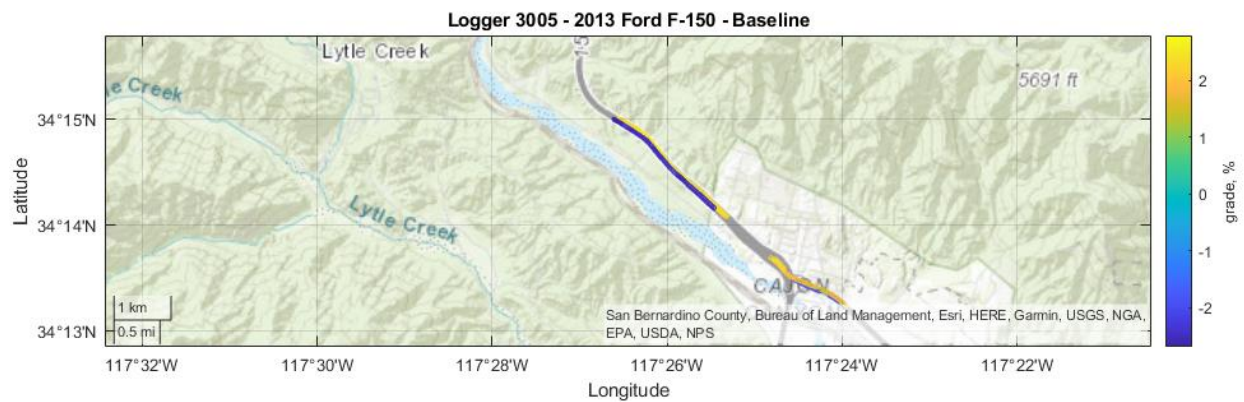 Logger 3005 - 2013 Ford F-150 - Baseline
Lytle Creek
15
5691 ft
le Creek
Lytle Creek
CAJON
1 km
0.5 mi
San Bernardino County, Bureau of Land Management, Esri, HERE, Garmin, USGS, NGA,
EPA, USDA, NPS
34°15'N
34°14'N
34°13'N
Latitude
117°32'W
117°30'W
117°28'W
117°26'W
117°24'W
117°22'W
Longitude
2
1
0
-1
-2
grade, %